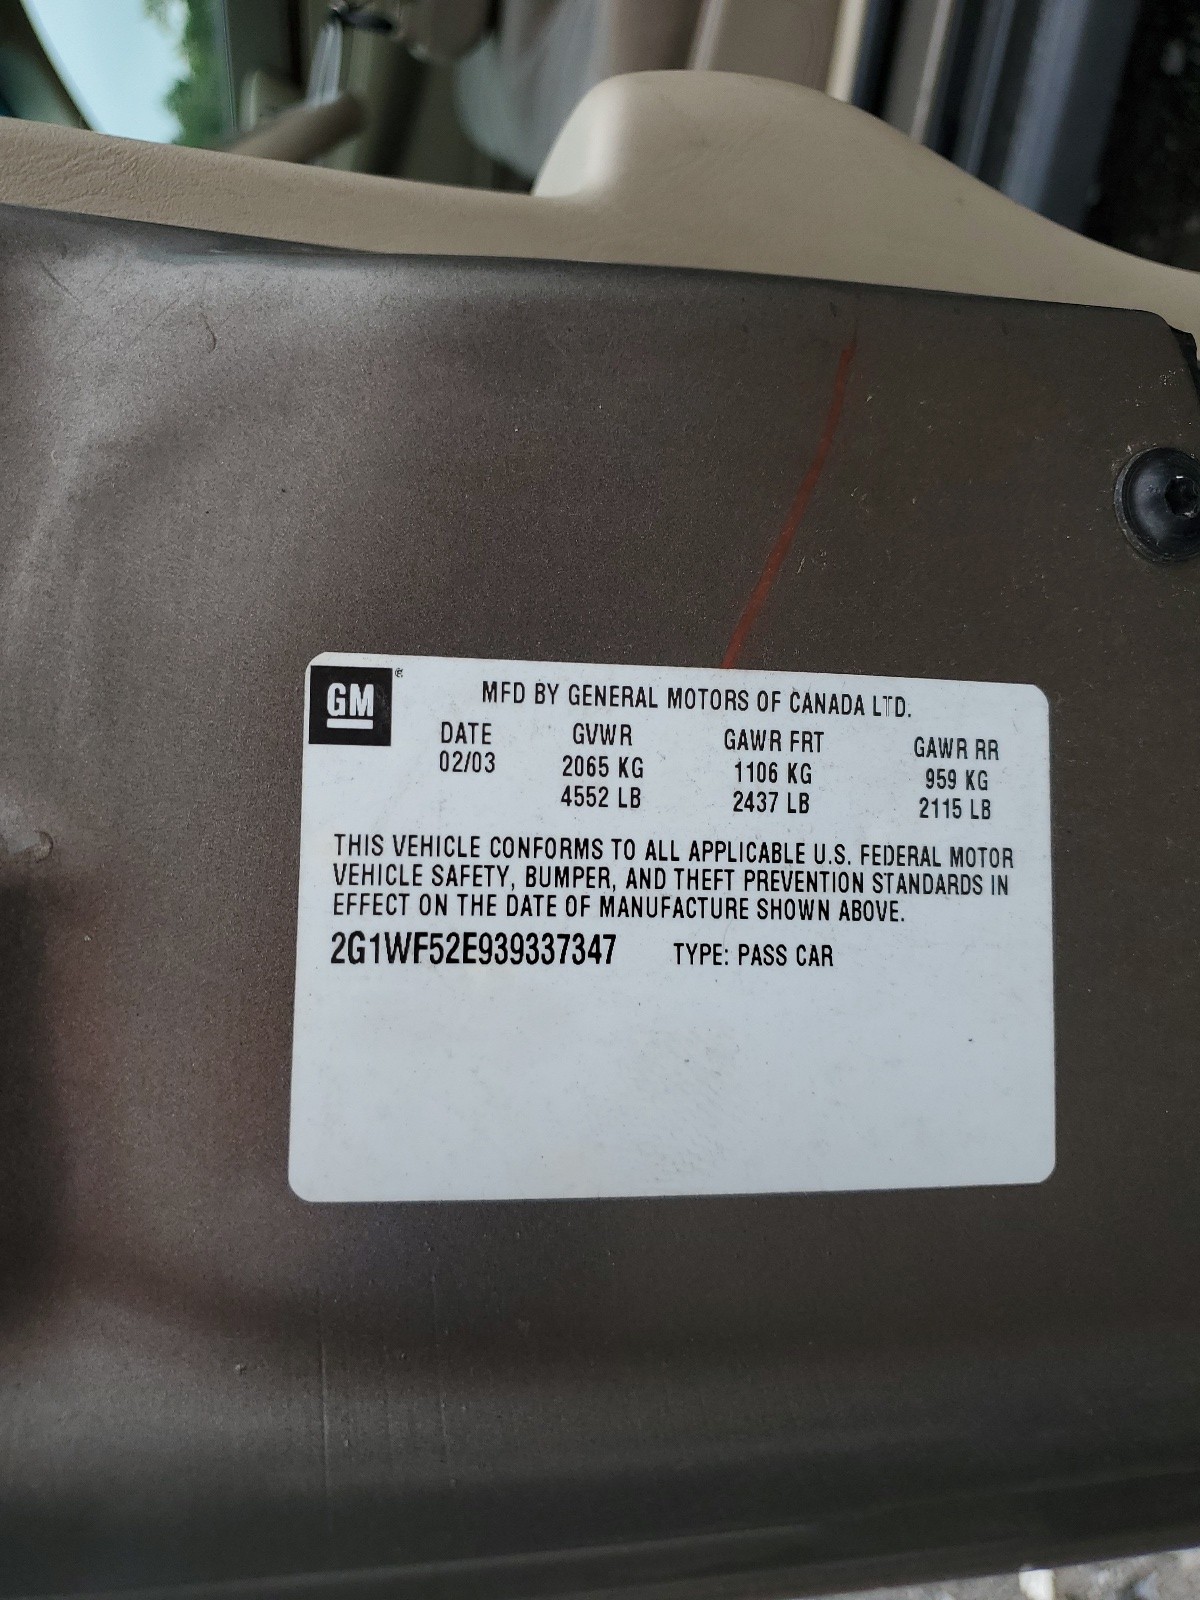 GM ®
MFD BY GENERAL MOTORS OF CANADA LTD.
DATE GVWR GAWR FRT GAWR RR
02/03 2065 KG 1106 KG 959 KG
4552 LB 2437 LB 2115 LB
THIS VEHICLE CONFORMS TO ALL APPLICABLE U.S. FEDERAL MOTOR
VEHICLE SAFETY, BUMPER, AND THEFT PREVENTION STANDARDS IN
EFFECT ON THE DATE OF MANUFACTURE SHOWN ABOVE.
2G1WF52E939337347 TYPE: PASS CAR